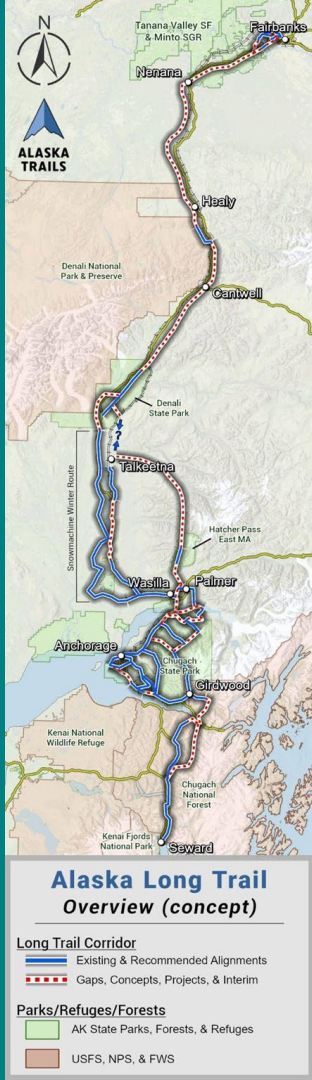 N
ALASKA
TRAILS
Tanana Valley SF
& Minto SGR
Fairbanks
Nenana
Healy
Denali National
Park & Preserve
Cantwell
Denali
State Park
?
Talkeetna
Snowmachine Winter Route
Hatcher Pass
East MA
Wasilla
Palmer
Anchorage
Chugach
State Park
Girdwood
Kenai National
Wildlife Refuge
Chugach
National
Forest
Kenai Fjords
National Park
Seward
Alaska Long Trail
Overview (concept)
Long Trail Corridor
Existing & Recommended Alignments
Gaps, Concepts, Projects, & Interim
Parks/Refuges/Forests
AK State Parks, Forests, & Refuges
USFS, NPS, & FWS